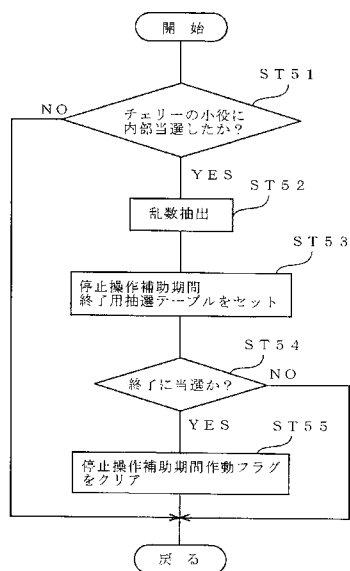 開始
ST51
NO
チェリーの小役に
内部当選したか?
YES
ST52
乱数抽出
ST53
停止操作補助期間
終了用抽選テーブルをセット
ST54
終了に当選か?
NO
YES
ST55
停止操作補助期間作動フラグ
をクリア
戻る